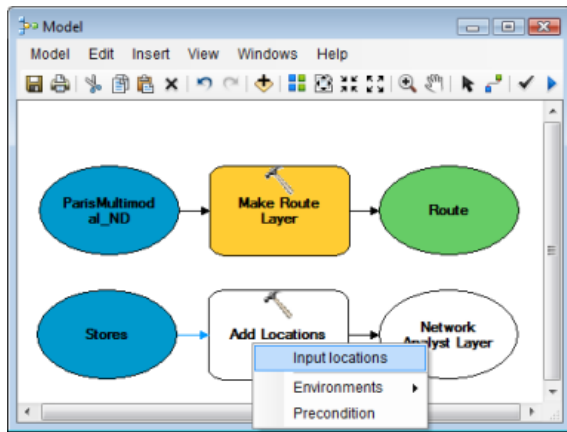 Model
Model Edit Insert View Windows Help
ParisMultimod
al_ND
Make Route
Layer
Route
Stores
Add Locations
Network
Analyst Layer
Input locations
Environments
Precondition